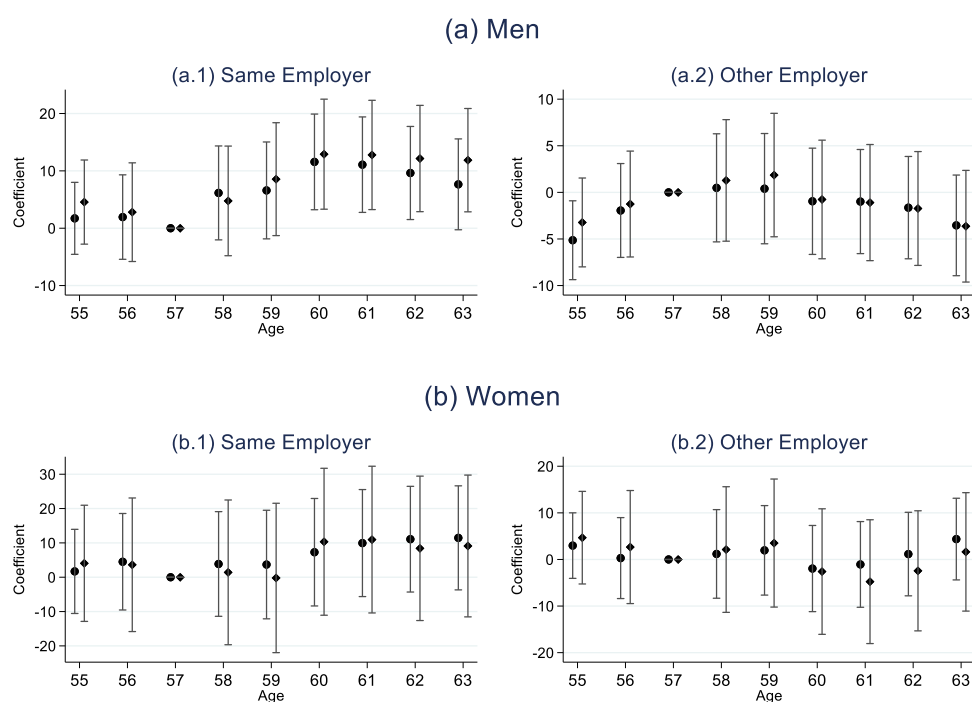 (a) Men
(a.1) Same Employer
Coefficient
20
10
0
-10
55 56 57 58 59 60 61 62 63
Age
(a.2) Other Employer
Coefficient
10
5
0
-5
-10
55 56 57 58 59 60 61 62 63
Age
(b) Women
(b.1) Same Employer
Coefficient
30
20
10
0
-10
-20
55 56 57 58 59 60 61 62 63
Age
(b.2) Other Employer
Coefficient
20
10
0
-10
-20
55 56 57 58 59 60 61 62 63
Age